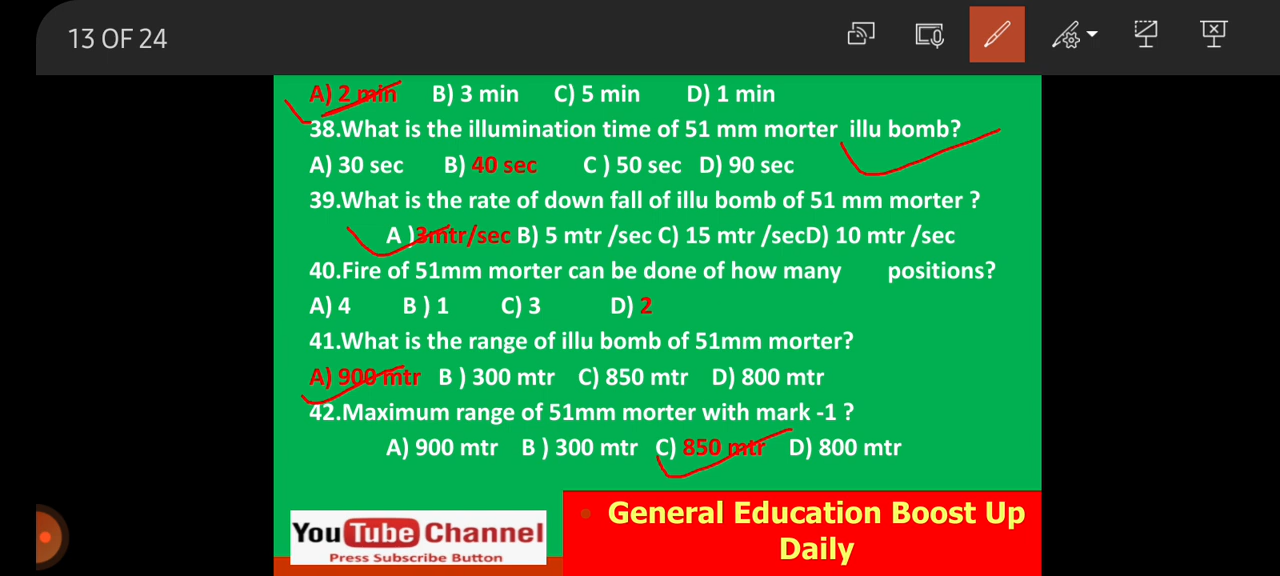 13 OF 24
A) 2 min B) 3 min C) 5 min D) 1 min
38.What is the illumination time of 51 mm morter illu bomb?
A) 30 sec B) 40 sec C ) 50 sec D) 90 sec
39.What is the rate of down fall of illu bomb of 51 mm morter ?
A )3mtr/sec B) 5 mtr /sec C) 15 mtr /secD) 10 mtr /sec
40.Fire of 51mm morter can be done of how many positions?
A) 4 B ) 1 C) 3 D) 2
41.What is the range of illu bomb of 51mm morter?
A) 900 mtr B ) 300 mtr C) 850 mtr D) 800 mtr
42.Maximum range of 51mm morter with mark -1 ?
A) 900 mtr B ) 300 mtr C) 850 mtr D) 800 mtr
YouTube Channel
Press Subscribe Button
• General Education Boost Up
Daily